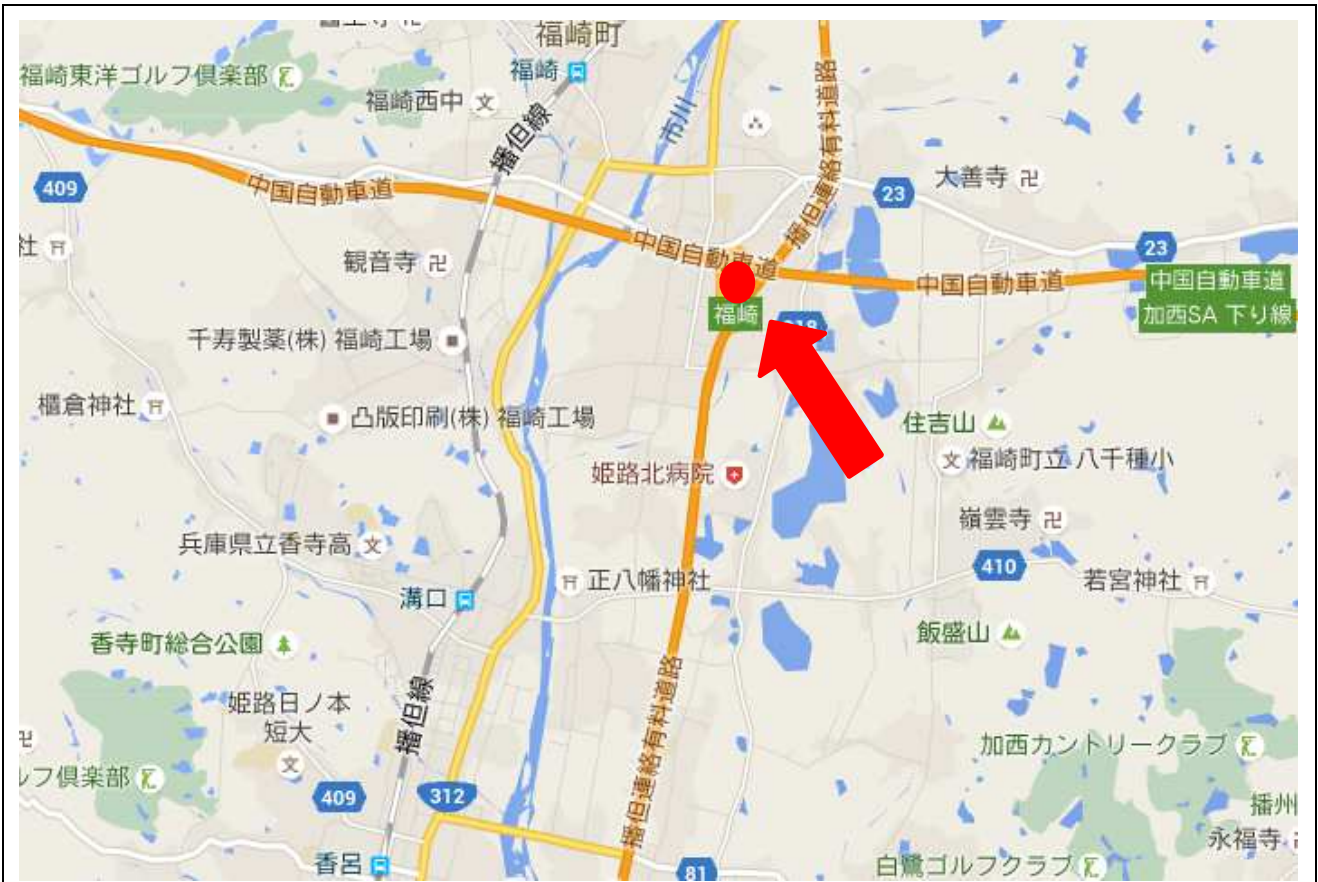 福崎町
福崎東洋ゴルフ倶楽部
福崎
福崎西中
播但線
市川
播但連絡有料道路
409
中国自動車道
大善寺
23
社
観音寺
中国自動車道
23
中国自動車道
中国自動車道
加西SA 下り線
福崎
千寿製薬(株) 福崎工場
櫃倉神社
凸版印刷(株) 福崎工場
住吉山
福崎町立 八千種小
姫路北病院
嶺雲寺
兵庫県立香寺高
410
正八幡神社
若宮神社
溝口
飯盛山
香寺町総合公園
播但線
播但連絡有料道路
姫路日ノ本
短大
加西カントリークラブ
ルフ倶楽部
409
312
播州
永福寺
香呂
81
白鷺ゴルフクラブ